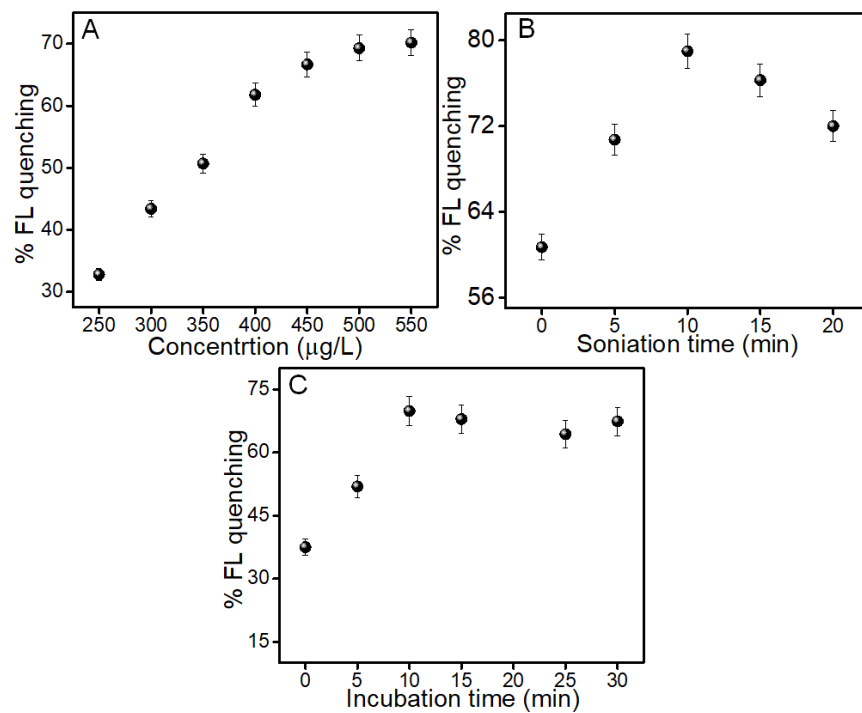 A
% FL quenching
70
60
50
40
30
250 300 350 400 450 500 550
Concentrtion (μg/L)
B
% FL quenching
80
72
64
56
0 5 10 15 20
Soniation time (min)
C
% FL quenching
75
60
45
30
15
0 5 10 15 20 25 30
Incubation time (min)